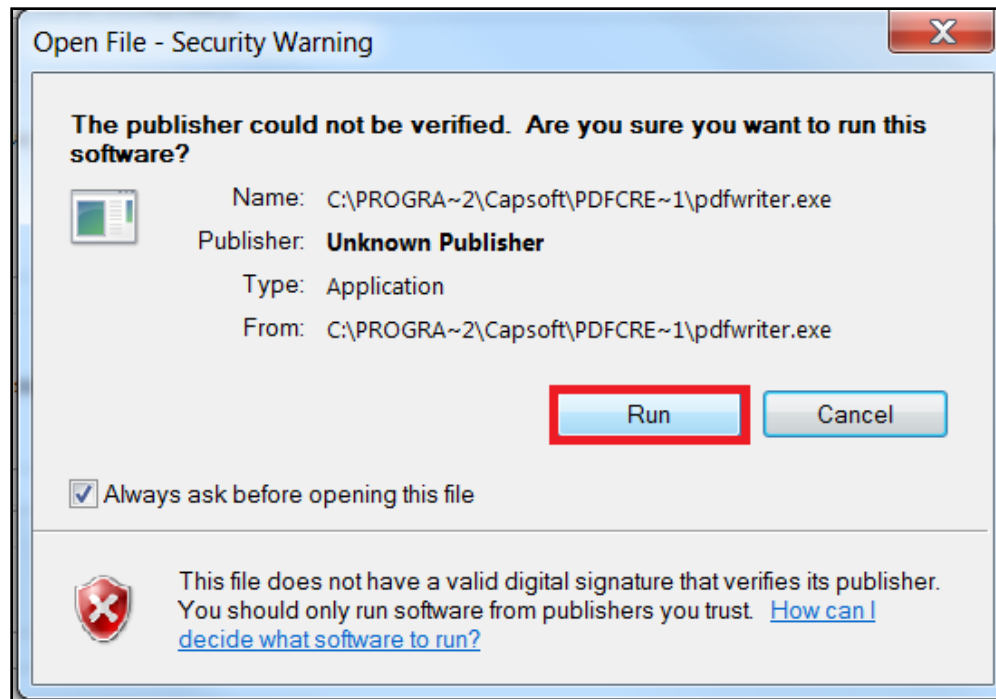 Open File - Security Warning
The publisher could not be verified.  Are you sure you want to run this
software?
Name: C:\PROGRA~2\Capsoft\PDFCRE~1\pdfwriter.exe
Publisher: Unknown Publisher
Type: Application
From: C:\PROGRA~2\Capsoft\PDFCRE~1\pdfwriter.exe
Run Cancel
Always ask before opening this file
This file does not have a valid digital signature that verifies its publisher.
You should only run software from publishers you trust.  How can I
decide what software to run?